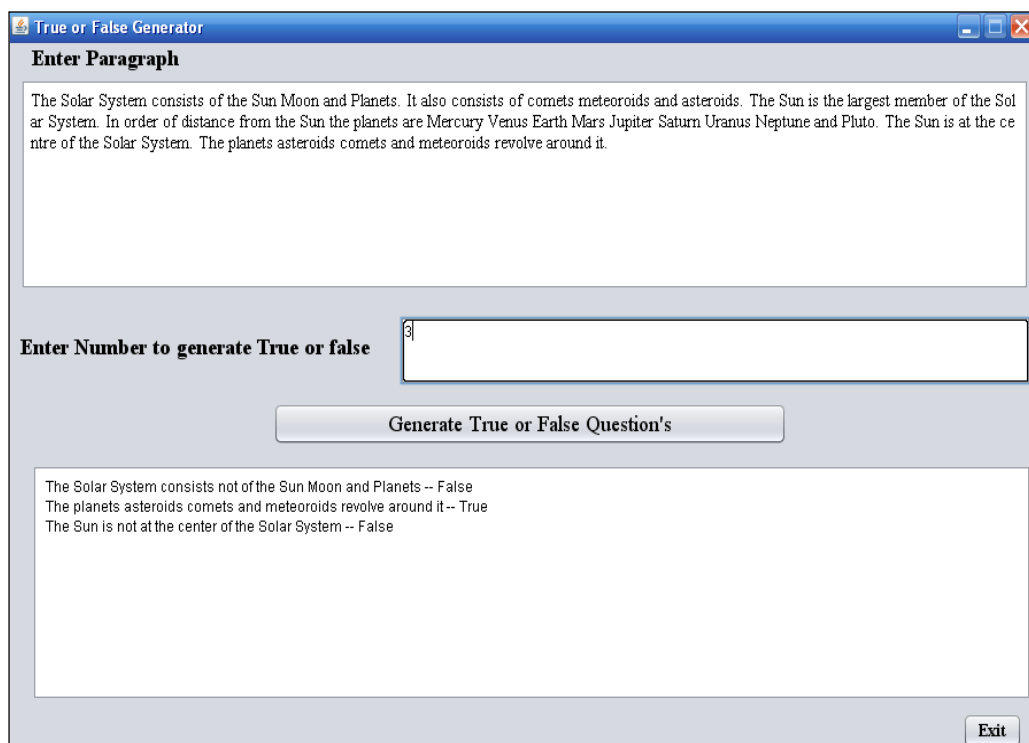 True or False Generator
Enter Paragraph
The Solar System consists of the Sun Moon and Planets. It also consists of comets meteoroids and asteroids. The Sun is the largest member of the Sol
ar System. In order of distance from the Sun the planets are Mercury Venus Earth Mars Jupiter Saturn Uranus Neptune and Pluto. The Sun is at the ce
ntre of the Solar System. The planets asteroids comets and meteoroids revolve around it.
Enter Number to generate True or false
3
Generate True or False Question's
The Solar System consists not of the Sun Moon and Planets -- False
The planets asteroids comets and meteoroids revolve around it -- True
The Sun is not at the center of the Solar System -- False
Exit